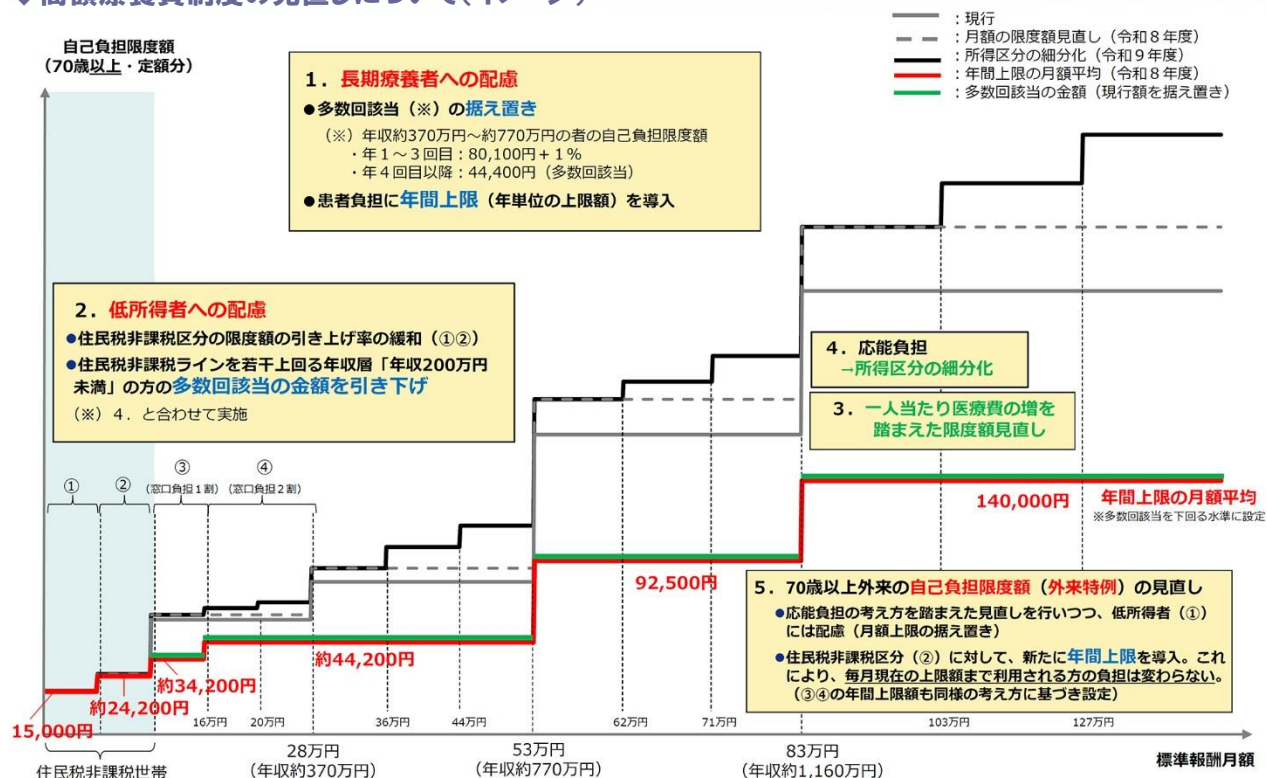 ◆高額療養費制度の見直しについて(イメージ)
自己負担限度額
(70歳以上・定額分)
:現行
:月額の限度額見直し(令和8年度)
:所得区分の細分化(令和9年度)
:年間上限の月額平均(令和8年度)
:多数回該当の金額(現行額を据え置き)
1.長期療養者への配慮
●多数回該当(※)の据え置き
(※)年収約370万円~約770万円の者の自己負担限度額
・年1~3回目:80,100円+1%
・年4回目以降:44,400円(多数回該当)
●患者負担に年間上限(年単位の上限額)を導入
2.低所得者への配慮
●住民税非課税区分の限度額の引き上げ率の緩和(①②)
●住民税非課税ラインを若干上回る年収層「年収200万円
未満」の方の多数回該当の金額を引き下げ
(※)4.と合わせて実施
4.応能負担
→所得区分の細分化
3.一人当たり医療費の増を
踏まえた限度額見直し
①
②
③
(窓口負担1割)
④
(窓口負担2割)
140,000円
年間上限の月額平均
※多数回該当を下回る水準に設定
92,500円
約44,200円
約34,200円
約24,200円
15,000円
5.70歳以上外来の自己負担限度額(外来特例)の見直し
●応能負担の考え方を踏まえた見直しを行いつつ、低所得者(①)
には配慮(月額上限の据え置き)
●住民税非課税区分(②)に対して、新たに年間上限を導入。これ
により、毎月現在の上限額まで利用される方の負担は変わらない。
(③④の年間上限額も同様の考え方に基づき設定)
16万円
20万円
36万円
44万円
62万円
71万円
103万円
127万円
28万円
(年収約370万円)
53万円
(年収約770万円)
83万円
(年収約1,160万円)
標準報酬月額
住民税非課税世帯